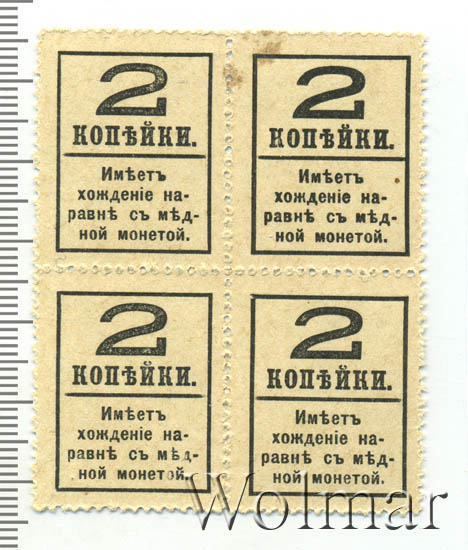 2
КОПѢЙКИ.
Имѣетъ
хожденіе на-
равнѣ съ мѣд-
ной монетой.
2
КОПѢЙКИ.
Имѣетъ
хожденіе на-
равнѣ съ мѣд-
ной монетой.
2
КОПѢЙКИ.
Имѣетъ
хожденіе на-
равнѣ съ мѣд-
ной монетой.
2
КОПѢЙКИ.
Имѣетъ
хожденіе на-
равнѣ съ мѣд-
ной монетой.
Wolmar